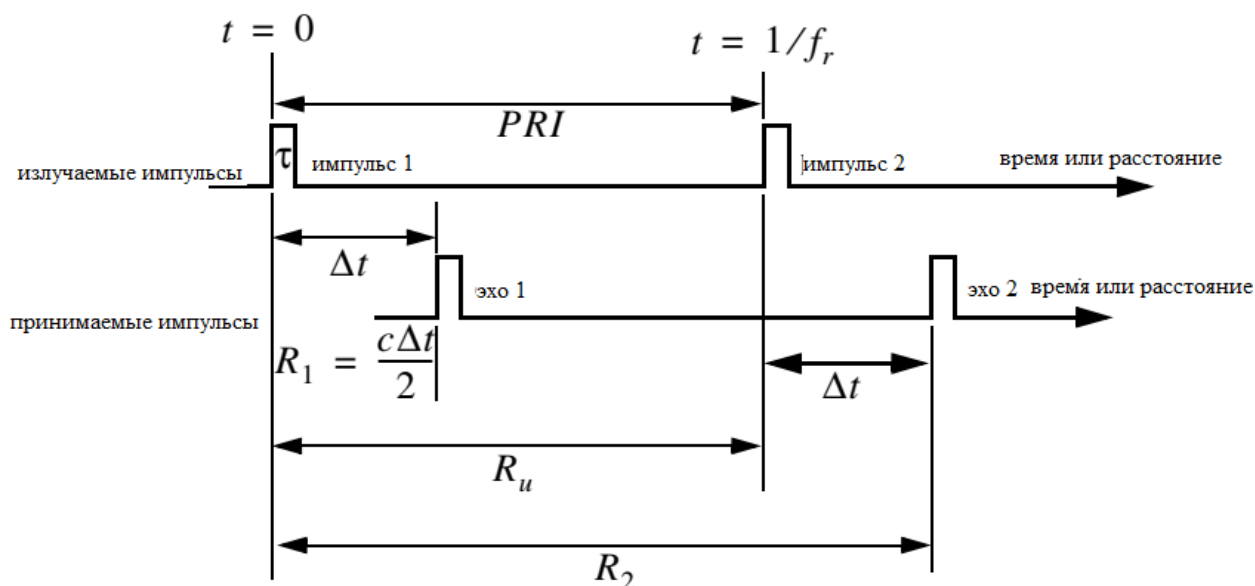 t = 0
t = 1/f_r
PRI
τ
импульс 1
импульс 2
время или расстояние
излучаемые импульсы
Δt
эхо 1
эхо 2
время или расстояние
принимаемые импульсы
R_1 = cΔt/2
Δt
R_u
R_2